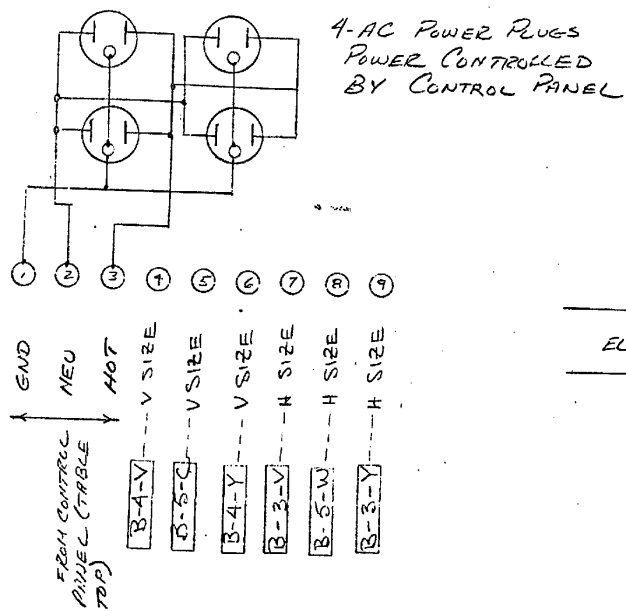 4-AC POWER PLUGS
POWER CONTROLLED
BY CONTROL PANEL
1 2 3 4 5 6 7 8 9
GND
NEU
HOT
V SIZE
V SIZE
V SIZE
H SIZE
H SIZE
H SIZE
FROM CONTROL
PANEL (TABLE
TOP)
B-4-V
B-5-C
B-4-Y
B-3-V
B-5-W
B-3-Y
EL